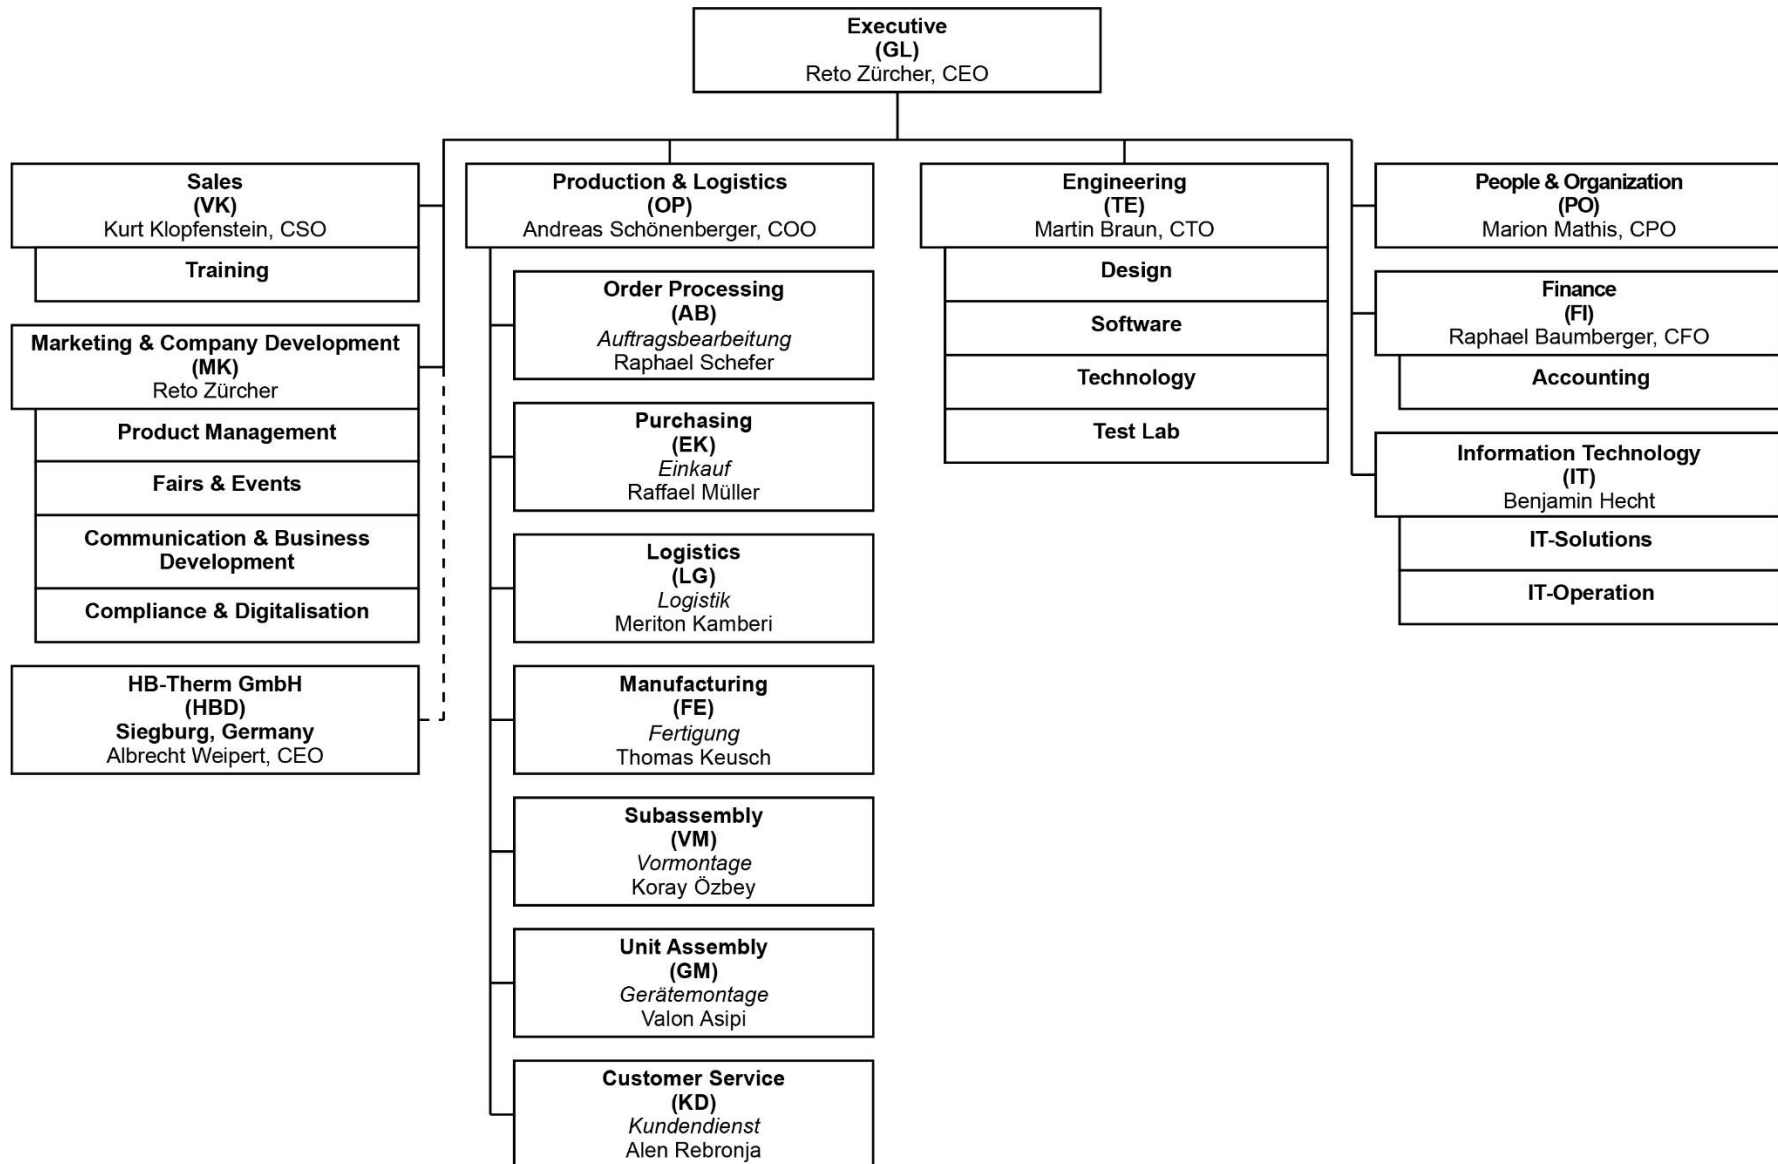 Executive
(GL)
Reto Zürcher, CEO
Sales
(VK)
Kurt Klopfenstein, CSO
Training
Marketing & Company Development
(MK)
Reto Zürcher
Product Management
Fairs & Events
Communication & Business
Development
Compliance & Digitalisation
HB-Therm GmbH
(HBD)
Siegburg, Germany
Albrecht Weipert, CEO
Production & Logistics
(OP)
Andreas Schönenberger, COO
Order Processing
(AB)
Auftragsbearbeitung
Raphael Schefer
Purchasing
(EK)
Einkauf
Raffael Müller
Logistics
(LG)
Logistik
Meriton Kamberi
Manufacturing
(FE)
Fertigung
Thomas Keusch
Subassembly
(VM)
Vormontage
Koray Özbey
Unit Assembly
(GM)
Gerätemontage
Valon Asipi
Customer Service
(KD)
Kundendienst
Alen Rebronja
Engineering
(TE)
Martin Braun, CTO
Design
Software
Technology
Test Lab
People & Organization
(PO)
Marion Mathis, CPO
Finance
(FI)
Raphael Baumberger, CFO
Accounting
Information Technology
(IT)
Benjamin Hecht
IT-Solutions
IT-Operation